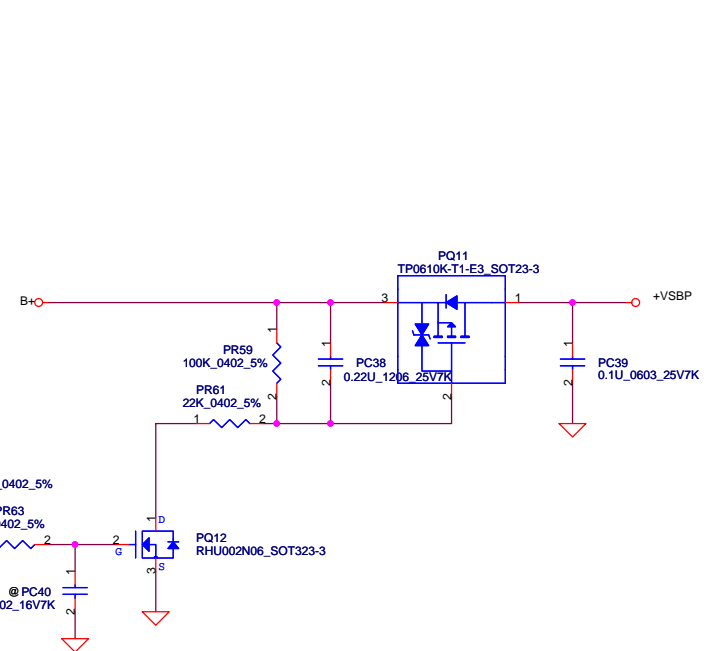 PQ11
TP0610K-T1-E3_SOT23-3
B+
3
1
+VSBP
1
1
1
PR59
100K_0402_5%
PC38
0.22U_1206_25V7K
PC39
0.1U_0603_25V7K
2
2
2
2
PR61
22K_0402_5%
1
2
_0402_5%
PR63
0402_5%
1
D
2
2
G
PQ12
RHU002N06_SOT323-3
3
S
1
@PC40
02_16V7K
2